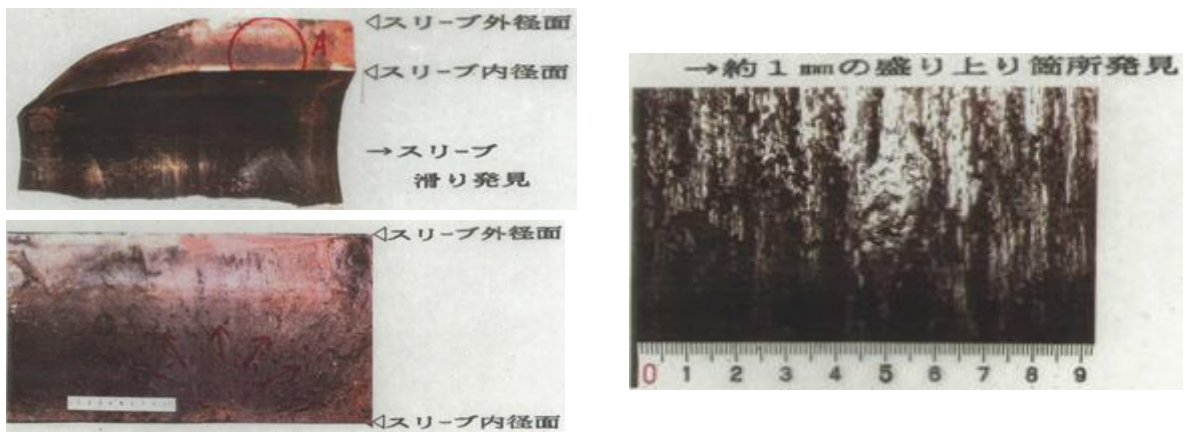 ◁スリーブ外径面
A
◁スリーブ内径面
→スリーブ
滑り発見
◁スリーブ外径面
◁スリーブ内径面
→約1㎜の盛り上り箇所発見
0 1 2 3 4 5 6 7 8 9